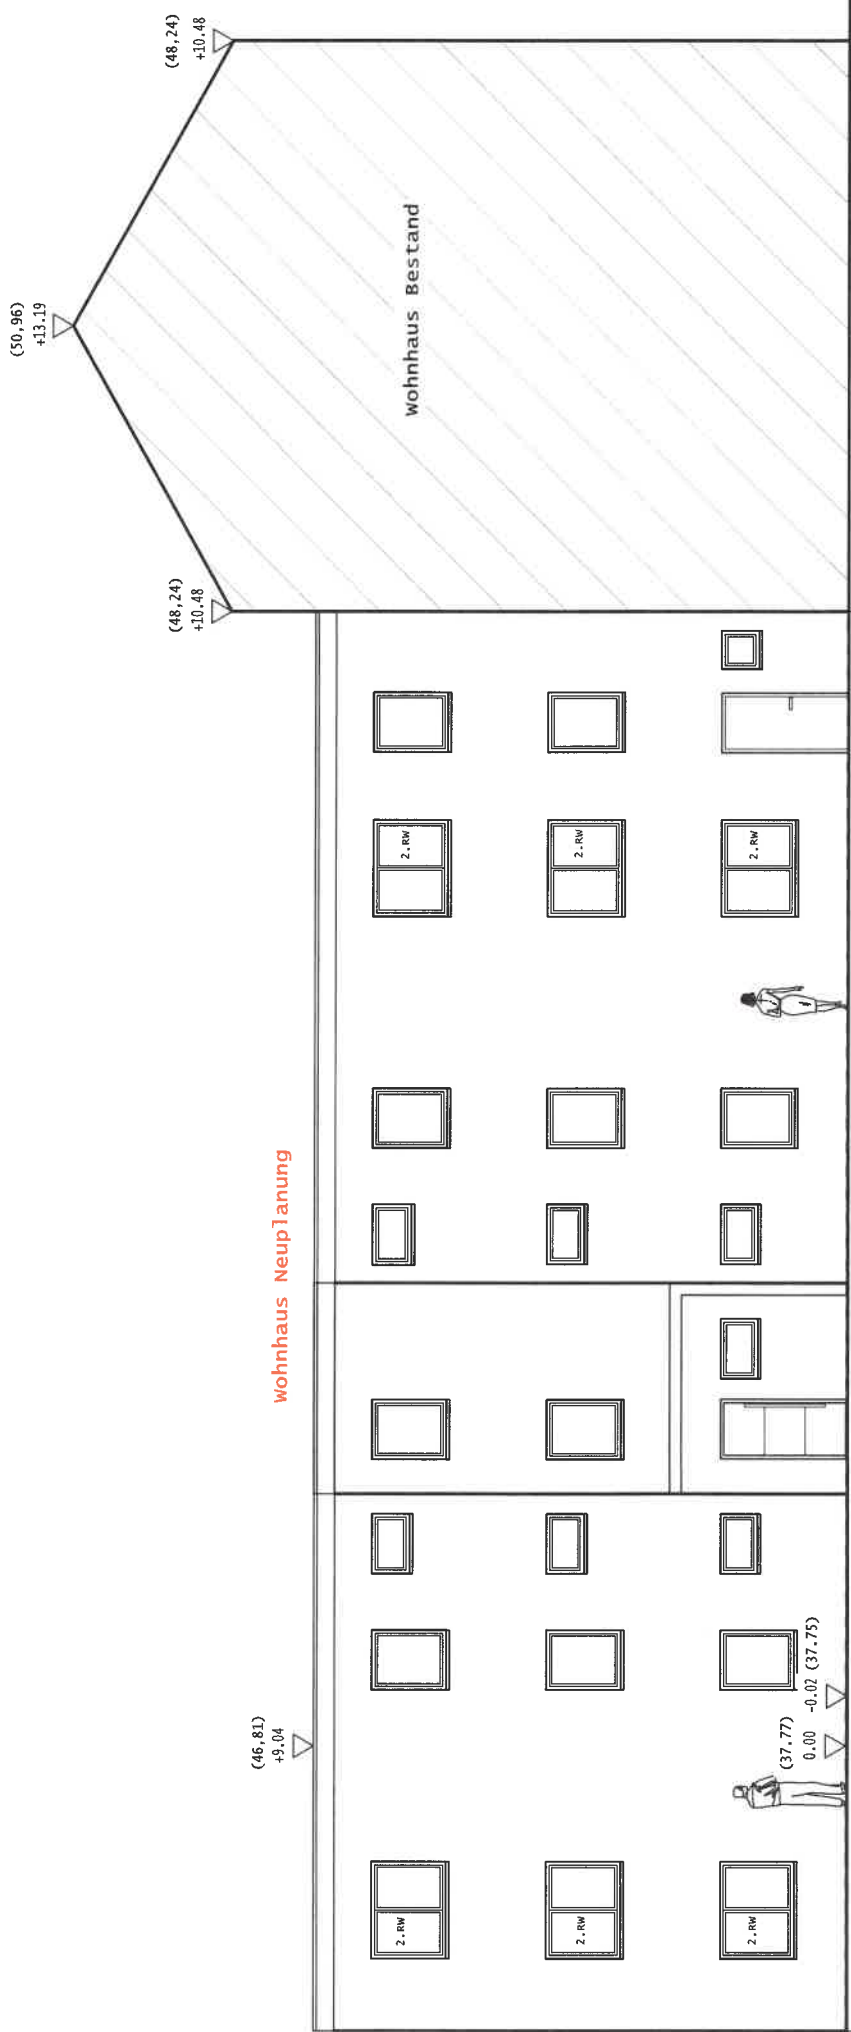 (50,96)
+13.19
(48,24)
+10.48
(48,24)
+10.48
Wohnhaus Bestand
Wohnhaus Neuplanung
(46,81)
+9.04
2.RW
2.RW
2.RW
2.RW
2.RW
2.RW
(37.77)
0.00
-0.02 (37.75)